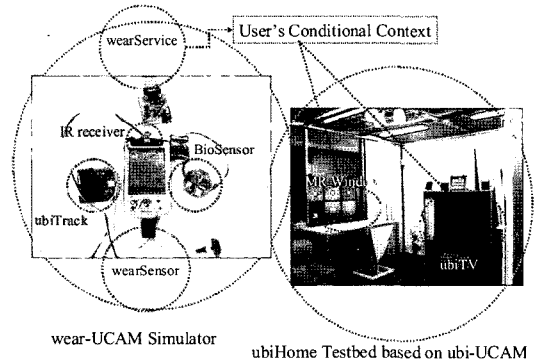 wearService
User's Conditional Context
IR receiver
BioSensor
ubiTrack
wearSensor
MR Window
ubiTV
wear-UCAM Simulator
ubiHome Testbed based on ubi-UCAM